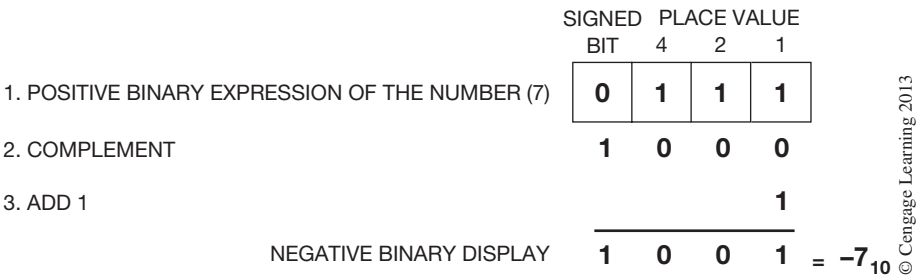 SIGNED PLACE VALUE
BIT 4 2 1
1. POSITIVE BINARY EXPRESSION OF THE NUMBER (7) 0 1 1 1
2. COMPLEMENT 1 0 0 0
3. ADD 1 1
NEGATIVE BINARY DISPLAY 1 0 0 1 = –7₁₀
© Cengage Learning 2013